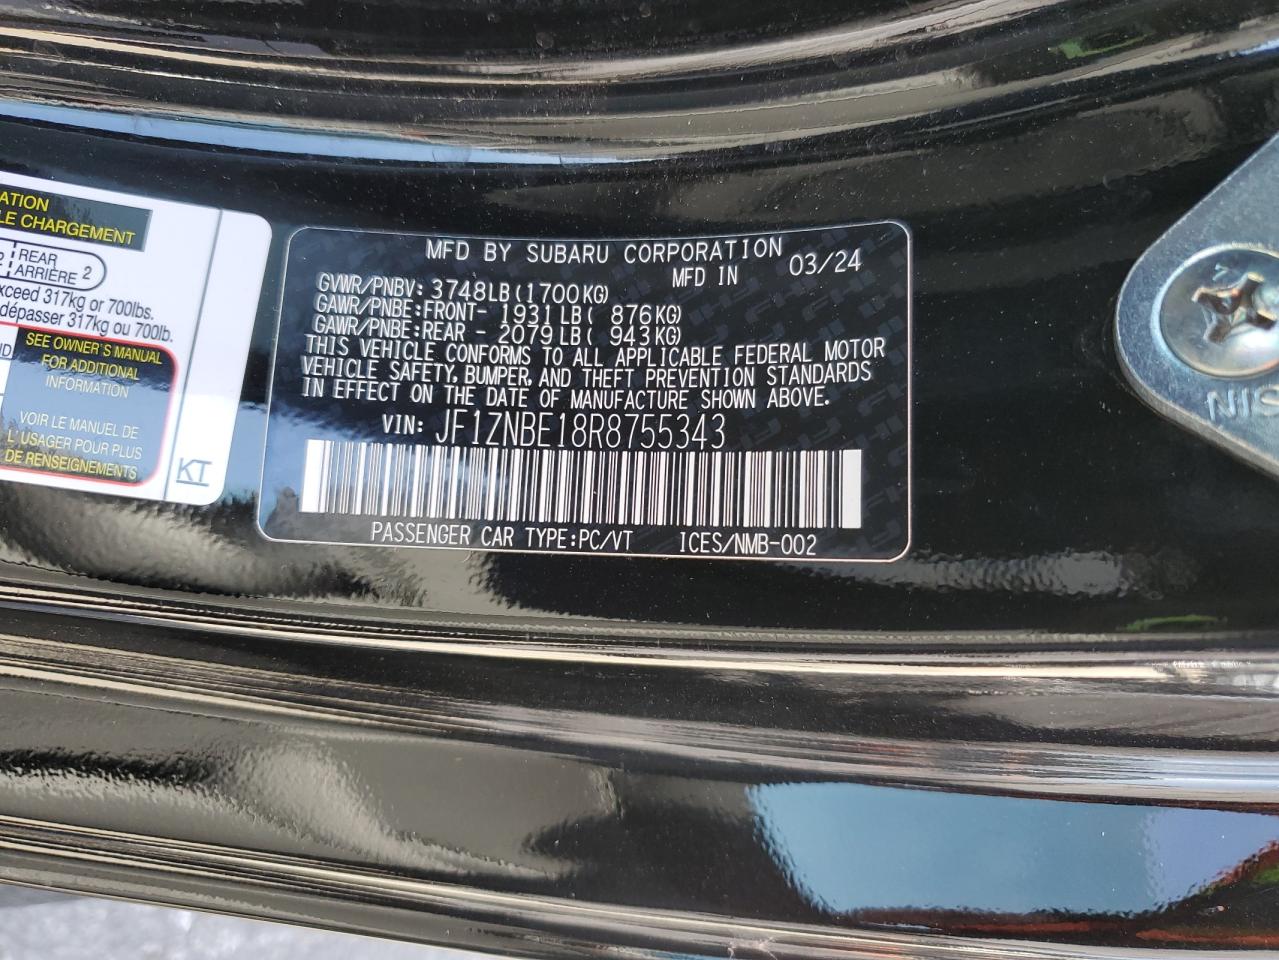 ATION
LE CHARGEMENT
2 REAR
ARRIÈRE 2
xceed 317kg or 700lbs.
dépasser 317kg ou 700lb.
SEE OWNER'S MANUAL
FOR ADDITIONAL
INFORMATION
VOIR LE MANUEL DE
L'USAGER POUR PLUS
DE RENSEIGNEMENTS
KT
MFD BY SUBARU CORPORATION
MFD IN 03/24
GVWR/PNBV: 3748LB(1700KG)
GAWR/PNBE:FRONT- 1931LB( 876KG)
GAWR/PNBE:REAR - 2079LB( 943KG)
THIS VEHICLE CONFORMS TO ALL APPLICABLE FEDERAL MOTOR
VEHICLE SAFETY, BUMPER, AND THEFT PREVENTION STANDARDS
IN EFFECT ON THE DATE OF MANUFACTURE SHOWN ABOVE.
VIN: JF1ZNBE18R8755343
PASSENGER CAR TYPE:PC/VT ICES/NMB-002
NIS